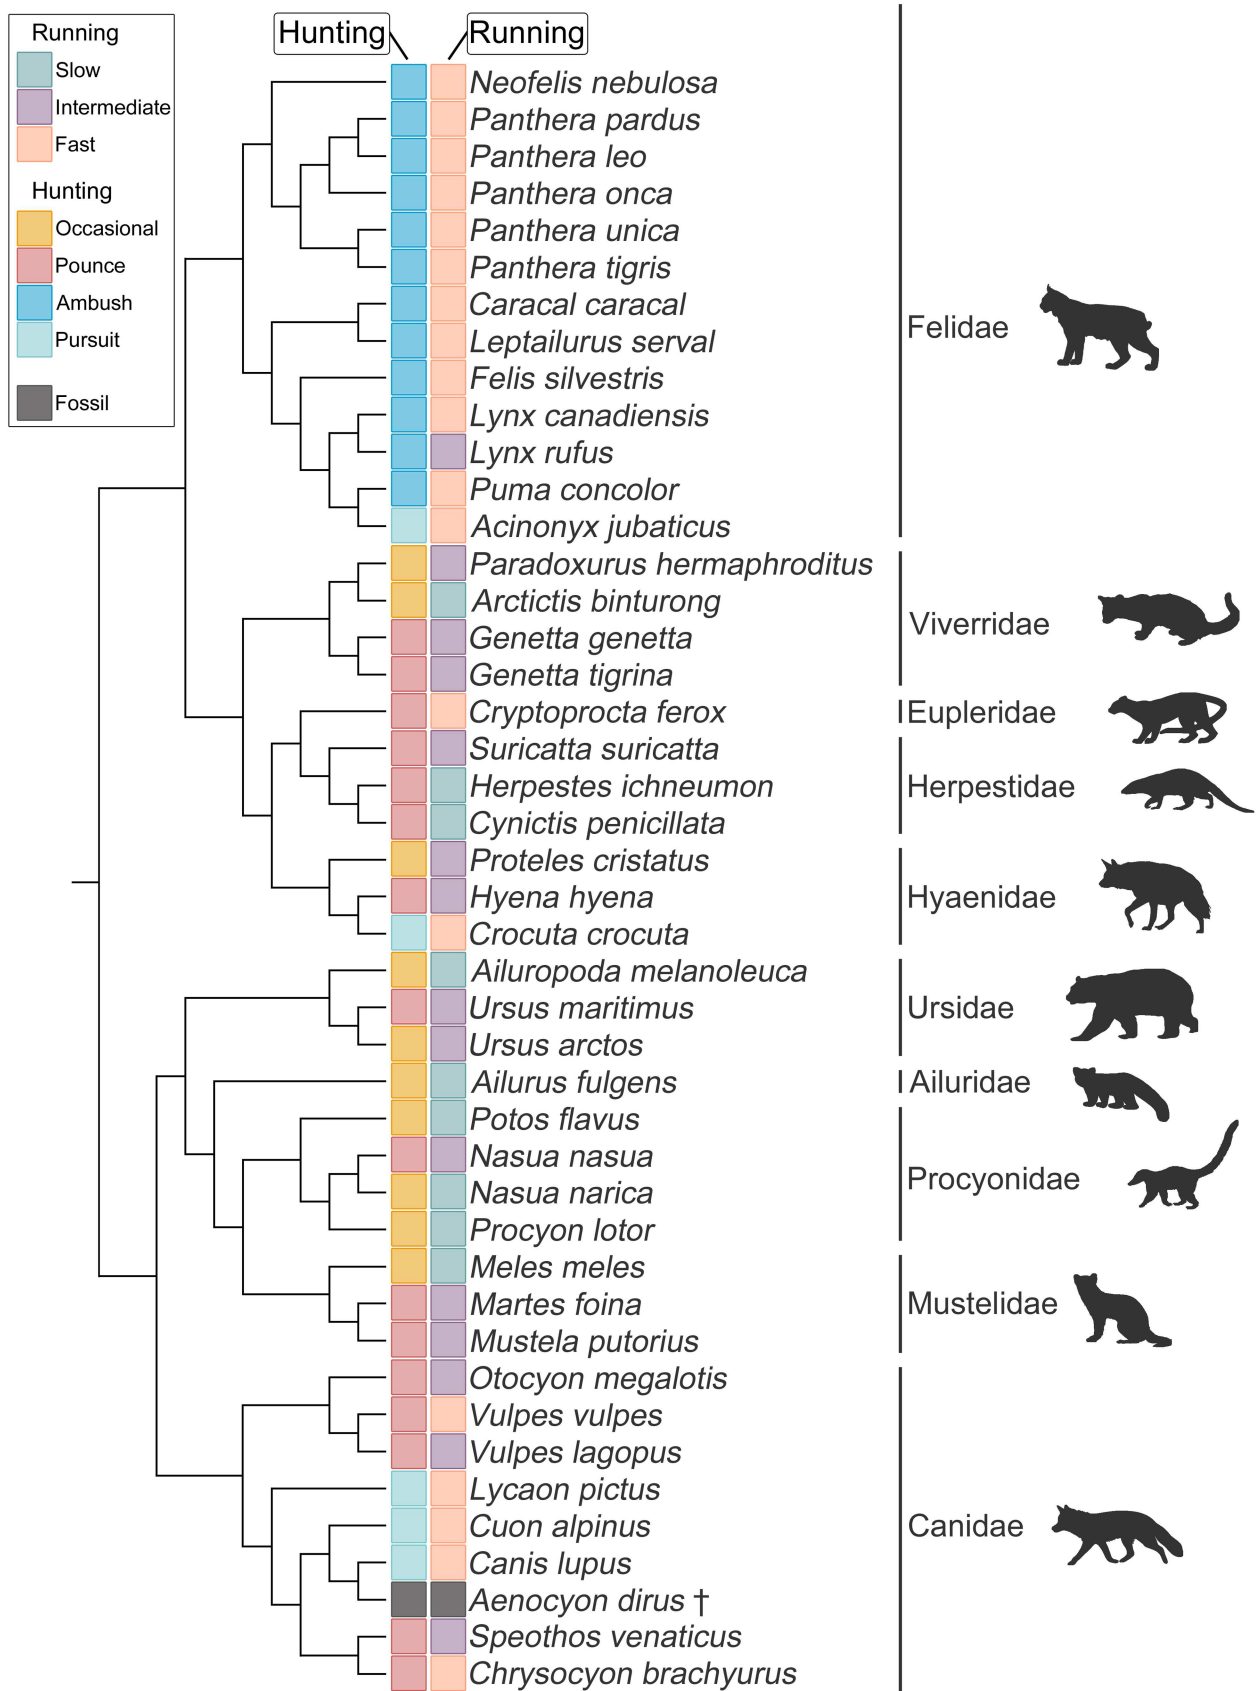 Hunting
Running
Running
Slow
Intermediate
Fast
Hunting
Occasional
Pounce
Ambush
Pursuit
Fossil
Neofelis nebulosa
Panthera pardus
Panthera leo
Panthera onca
Panthera unica
Panthera tigris
Caracal caracal
Leptailurus serval
Felis silvestris
Lynx canadiensis
Lynx rufus
Puma concolor
Acinonyx jubaticus
Felidae
Paradoxurus hermaphroditus
Arctictis binturong
Genetta genetta
Genetta tigrina
Viverridae
Cryptoprocta ferox
Eupleridae
Suricatta suricatta
Herpestes ichneumon
Cynictis penicillata
Herpestidae
Proteles cristatus
Hyena hyena
Crocuta crocuta
Hyaenidae
Ailuropoda melanoleuca
Ursus maritimus
Ursus arctos
Ursidae
Ailurus fulgens
Ailuridae
Potos flavus
Nasua nasua
Nasua narica
Procyon lotor
Procyonidae
Meles meles
Martes foina
Mustela putorius
Mustelidae
Otocyon megalotis
Vulpes vulpes
Vulpes lagopus
Lycaon pictus
Cuon alpinus
Canis lupus
Aenocyon dirus †
Speothos venaticus
Chrysocyon brachyurus
Canidae